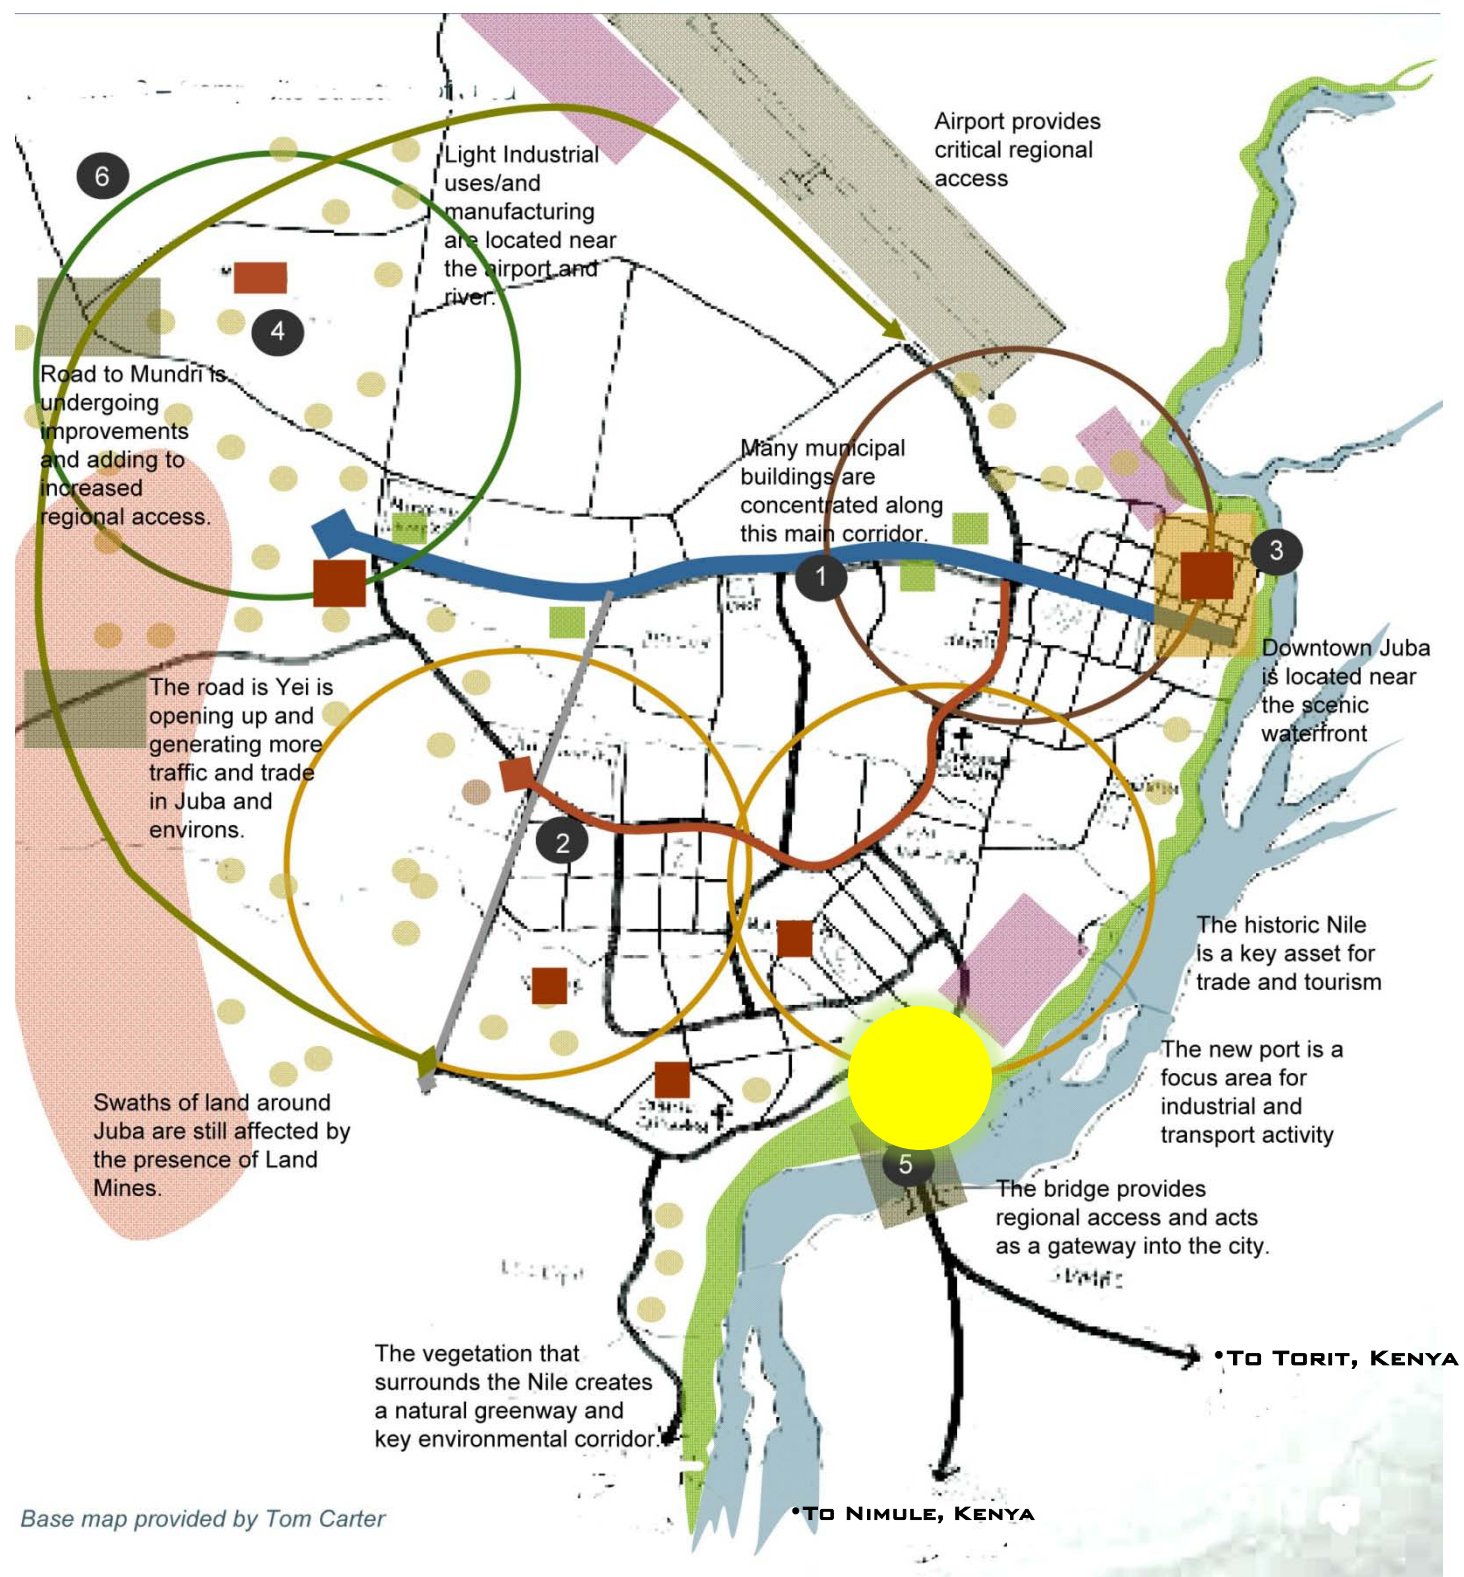 Airport provides
critical regional
access
6
Light Industrial
uses/and
manufacturing
are located near
the airport and
river.
4
Road to Mundri is
undergoing
improvements
and adding to
increased
regional access.
Many municipal
buildings are
concentrated along
this main corridor.
1
3
Downtown Juba
is located near
the scenic
waterfront
The road is Yei is
opening up and
generating more
traffic and trade
in Juba and
environs.
2
The historic Nile
is a key asset for
trade and tourism
The new port is a
focus area for
industrial and
transport activity
Swaths of land around
Juba are still affected by
the presence of Land
Mines.
5
The bridge provides
regional access and acts
as a gateway into the city.
The vegetation that
surrounds the Nile creates
a natural greenway and
key environmental corridor.
•To Torit, Kenya
•To Nimule, Kenya
Base map provided by Tom Carter